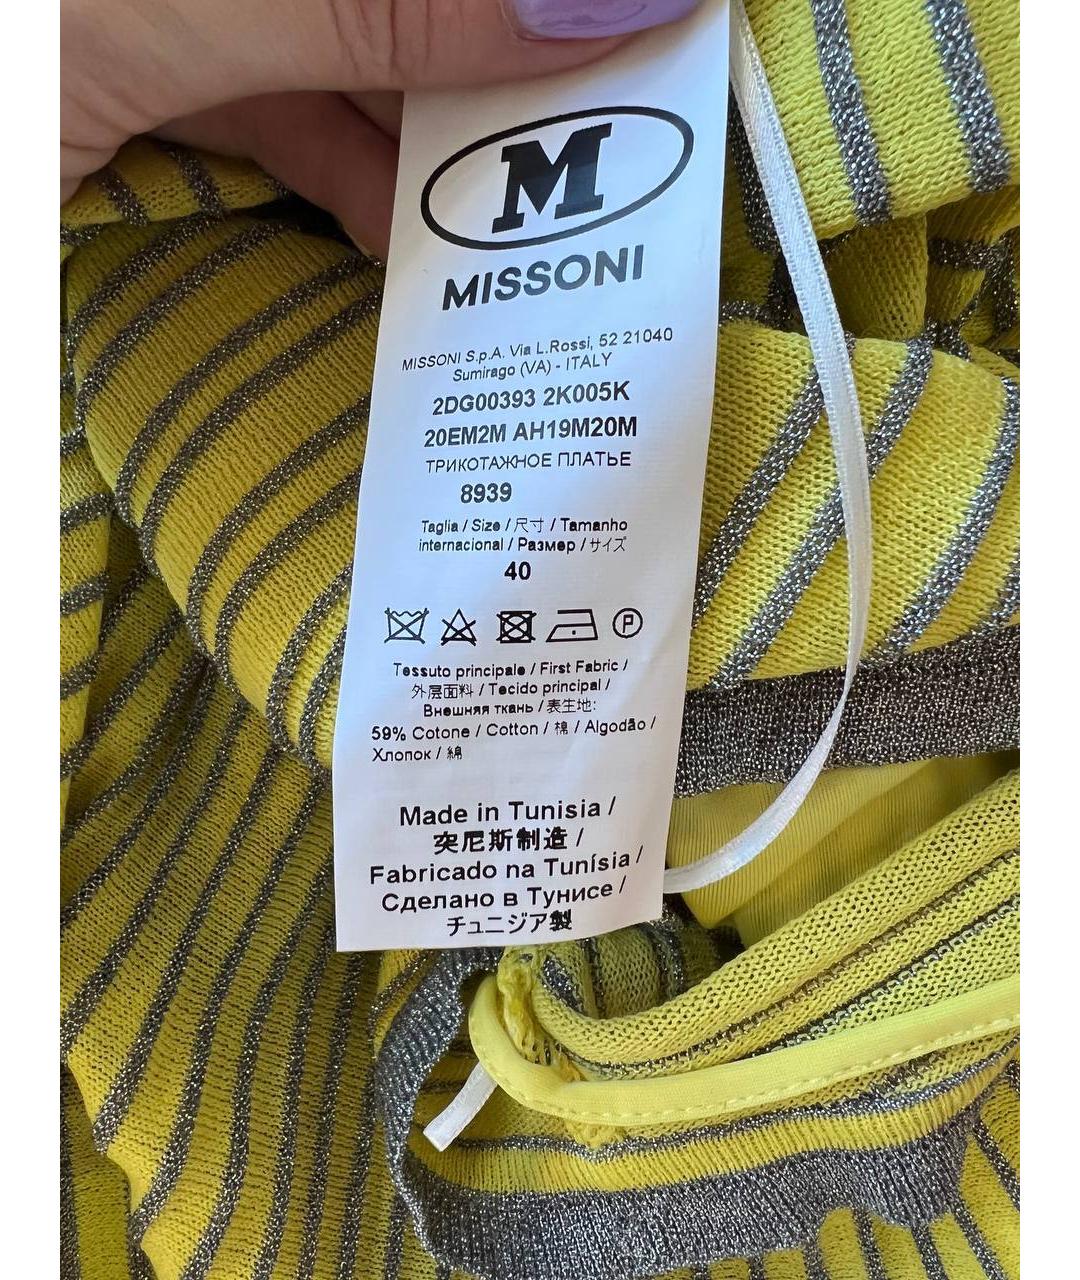 M
MISSONI
MISSONI S.p.A. Via L.Rossi, 52 21040
Sumirago (VA) - ITALY
2DG00393 2K005K
20EM2M AH19M20M
ТРИКОТАЖНОЕ ПЛАТЬЕ
8939
Taglia / Size / 尺寸 / Tamanho
internacional / Размер / サイズ
40
P
Tessuto principale / First Fabric /
外层面料 / Tecido principal /
Внешняя ткань / 表生地:
59% Cotone / Cotton / 棉 / Algodão /
Хлопок / 綿
Made in Tunisia /
突尼斯制造 /
Fabricado na Tunísia /
Сделано в Тунисе /
チュニジア製